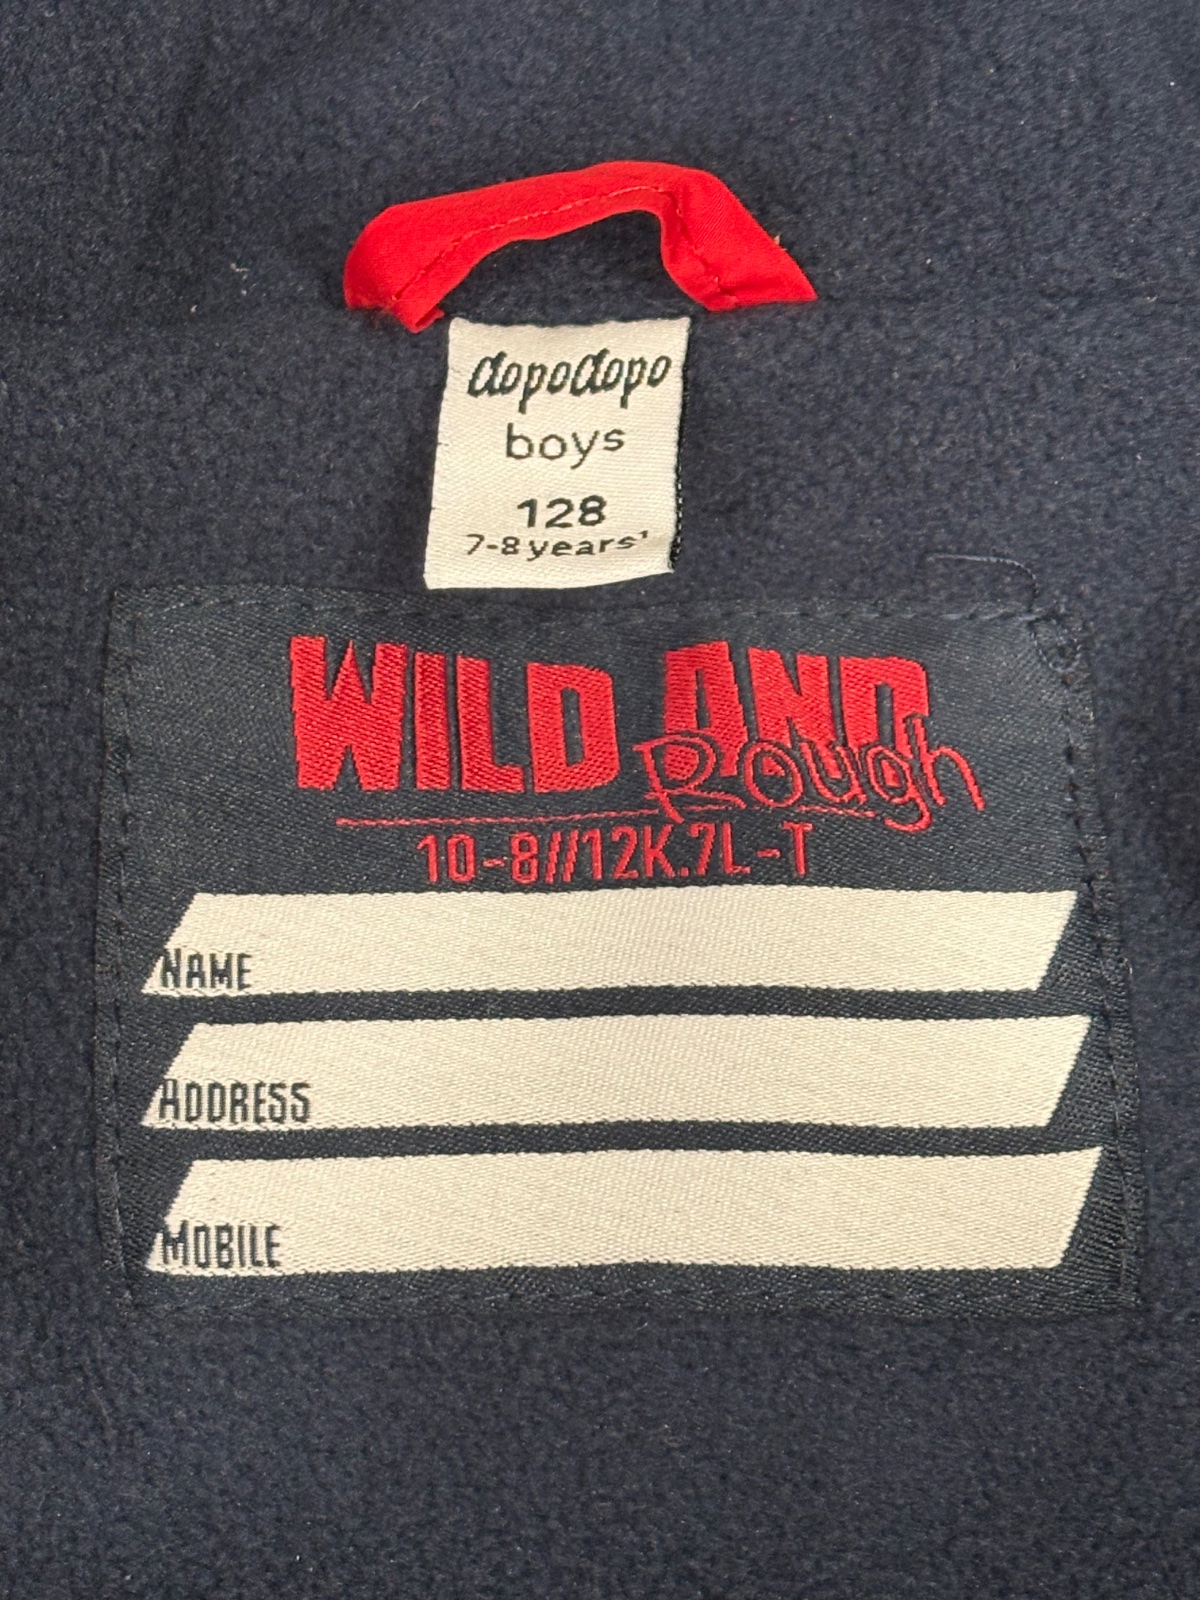 dopodopo
boys
128
7-8 years'
WILD AND
Rough
10-8//12K.7L-T
NAME
ADDRESS
MOBILE